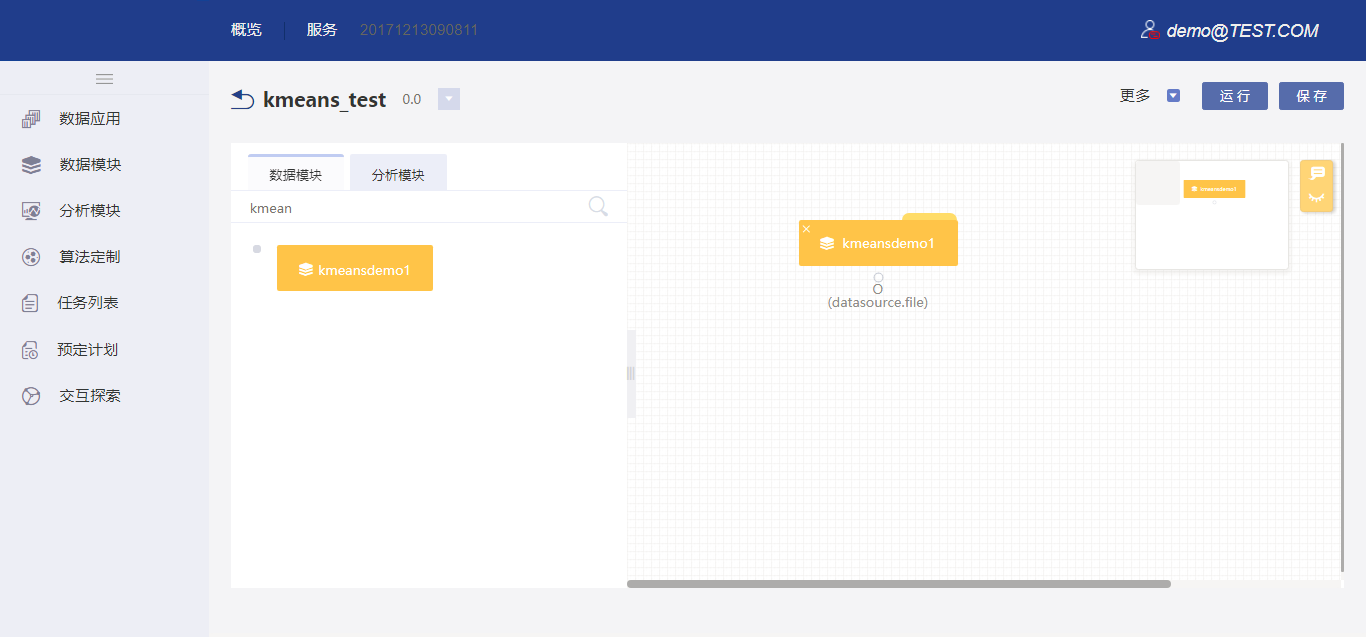 概览 服务 20171213090811 demo@TEST.COM
kmeans_test 0.0 更多 运行 保存
数据应用
数据模块
分析模块
算法定制
任务列表
预定计划
交互探索
数据模块 分析模块
kmean
kmeansdemo1
kmeansdemo1
(datasource.file)
kmeansdemo1